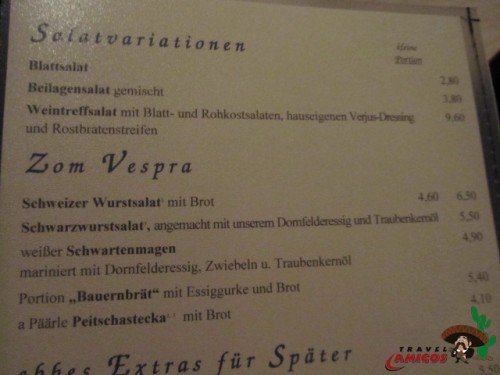 Solatvariationen
kleine
Portion
Blattsalat 2,80
Beilagensalat gemischt 3,80
Weintreffsalat mit Blatt- und Rohkostsalaten, hauseigenen Verjus-Dressing 9,60
und Rostbratenstreifen
Zom Vespra
Schweizer Wurstsalat mit Brot 4,60 6,50
Schwarzwurstsalat, angemacht mit unserem Dornfelderessig und Traubenkernöl 5,50
weißer Schwartenmagen 4,90
mariniert mit Dornfelderessig, Zwiebeln u. Traubenkernöl
Portion „Bauernbrät" mit Essiggurke und Brot 5,40
a Päärle Peitschastecka mit Brot 4,10
ebbes Extras für Später
TRAVEL
AMIGOS